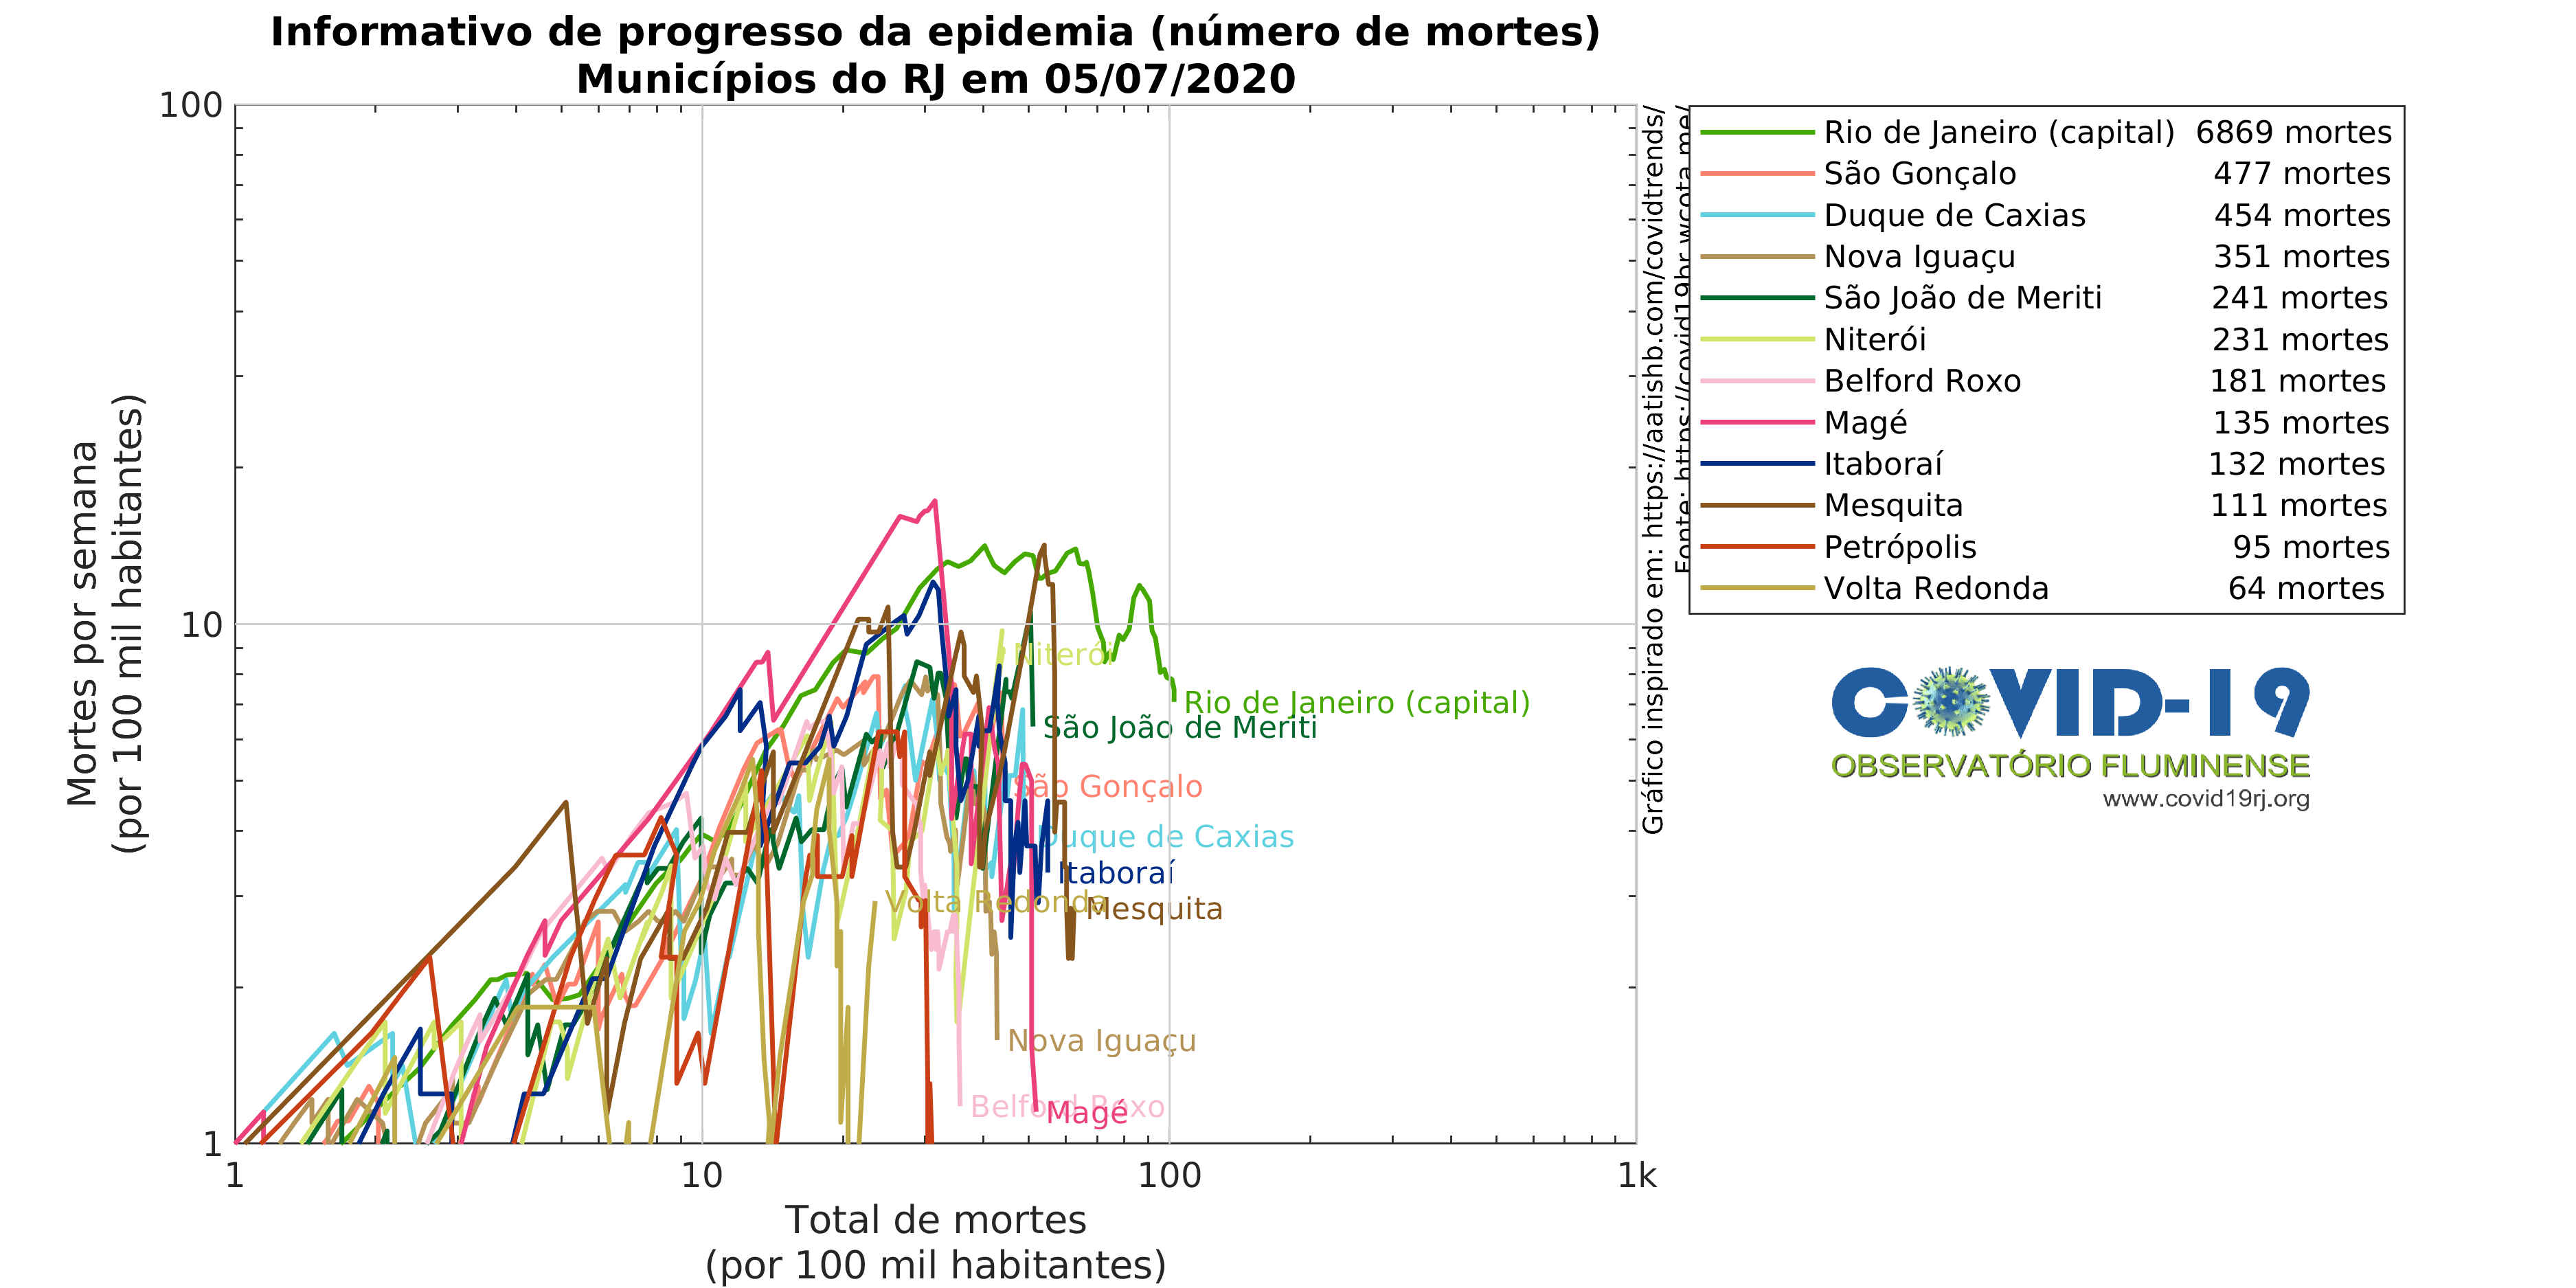 Informativo de progresso da epidemia (número de mortes)
Municípios do RJ em 05/07/2020
Mortes por semana
(por 100 mil habitantes)
100
10
1
1
10
100
1k
Total de mortes
(por 100 mil habitantes)
Niterói
Rio de Janeiro (capital)
São João de Meriti
São Gonçalo
Duque de Caxias
Itaboraí
Volta Redonda
Mesquita
Nova Iguaçu
Belford Roxo
Magé
Gráfico inspirado em: https://aatishb.com/covidtrends/
Fonte: https://covid19br.wcota.me/
Rio de Janeiro (capital) 6869 mortes
São Gonçalo 477 mortes
Duque de Caxias 454 mortes
Nova Iguaçu 351 mortes
São João de Meriti 241 mortes
Niterói 231 mortes
Belford Roxo 181 mortes
Magé 135 mortes
Itaboraí 132 mortes
Mesquita 111 mortes
Petrópolis 95 mortes
Volta Redonda 64 mortes
COVID-19
OBSERVATÓRIO FLUMINENSE
www.covid19rj.org